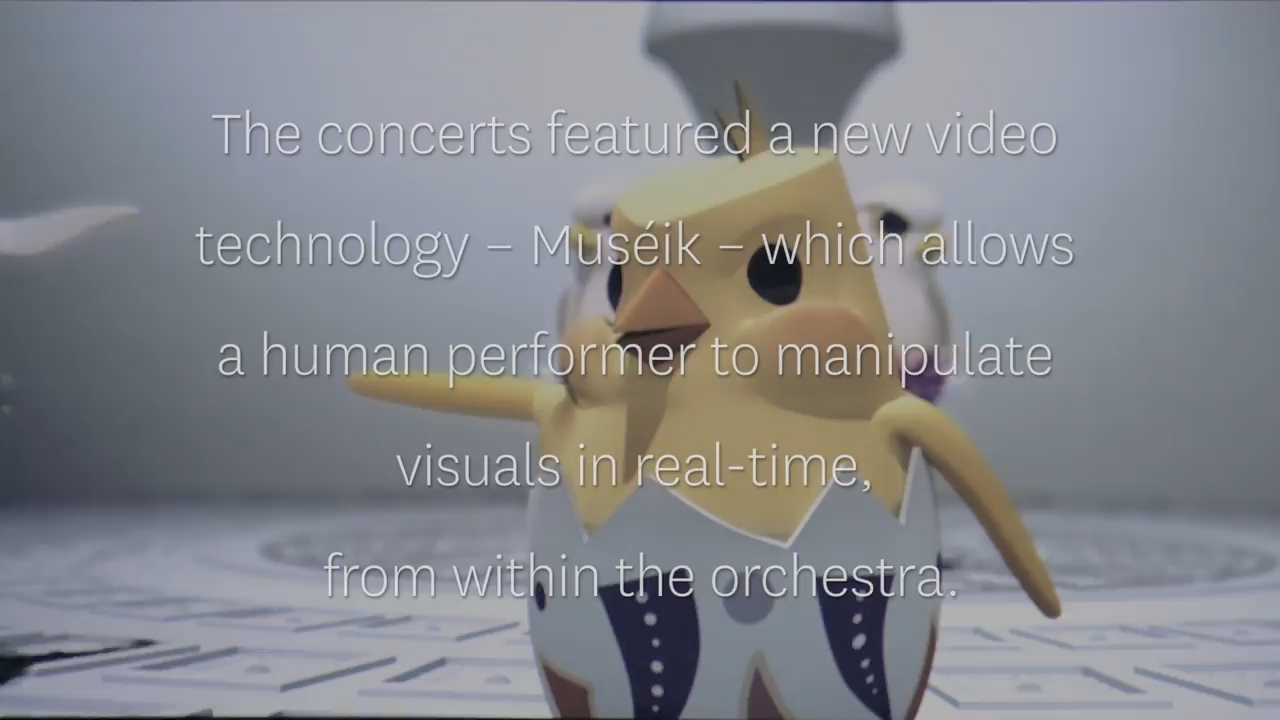 The concerts featured a new video
technology – Muséik – which allows
a human performer to manipulate
visuals in real-time,
from within the orchestra.